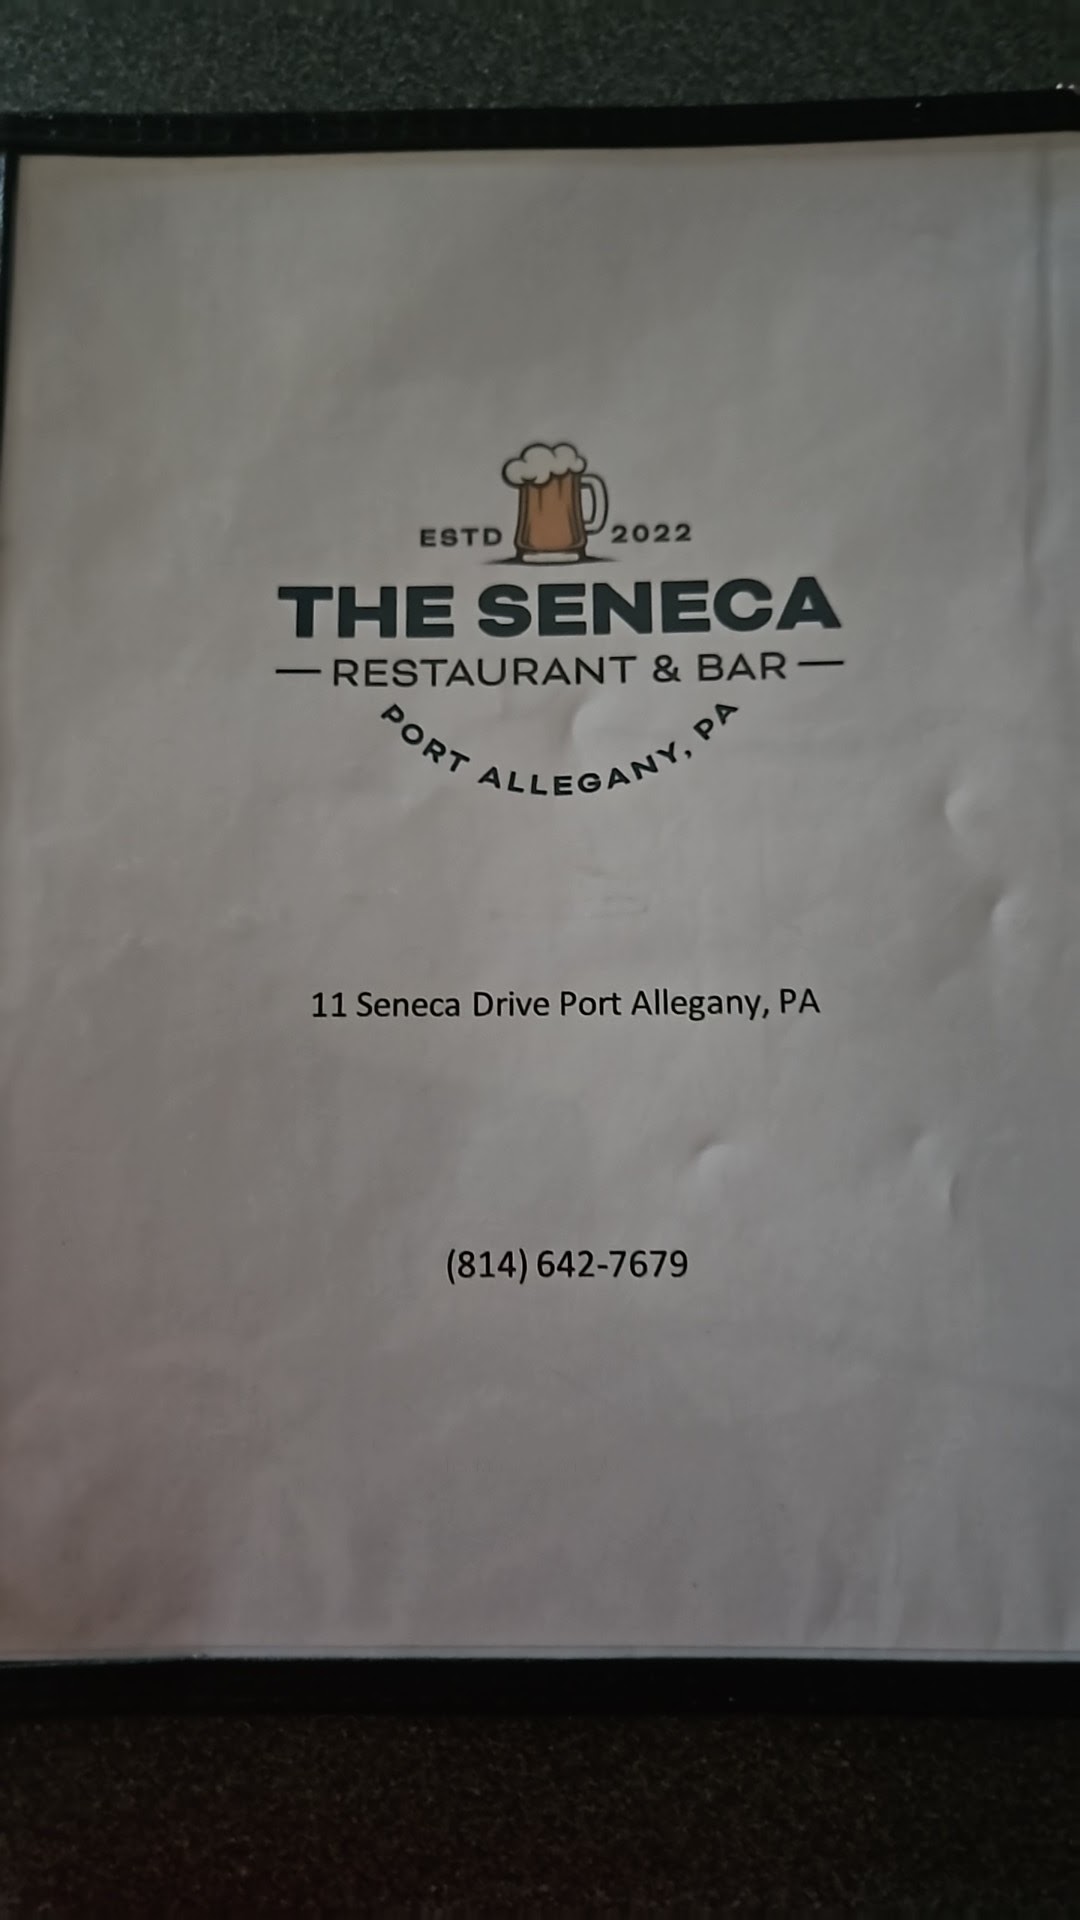 ESTD 2022
THE SENECA
RESTAURANT & BAR
PORT ALLEGANY, PA
11 Seneca Drive Port Allegany, PA
(814) 642-7679